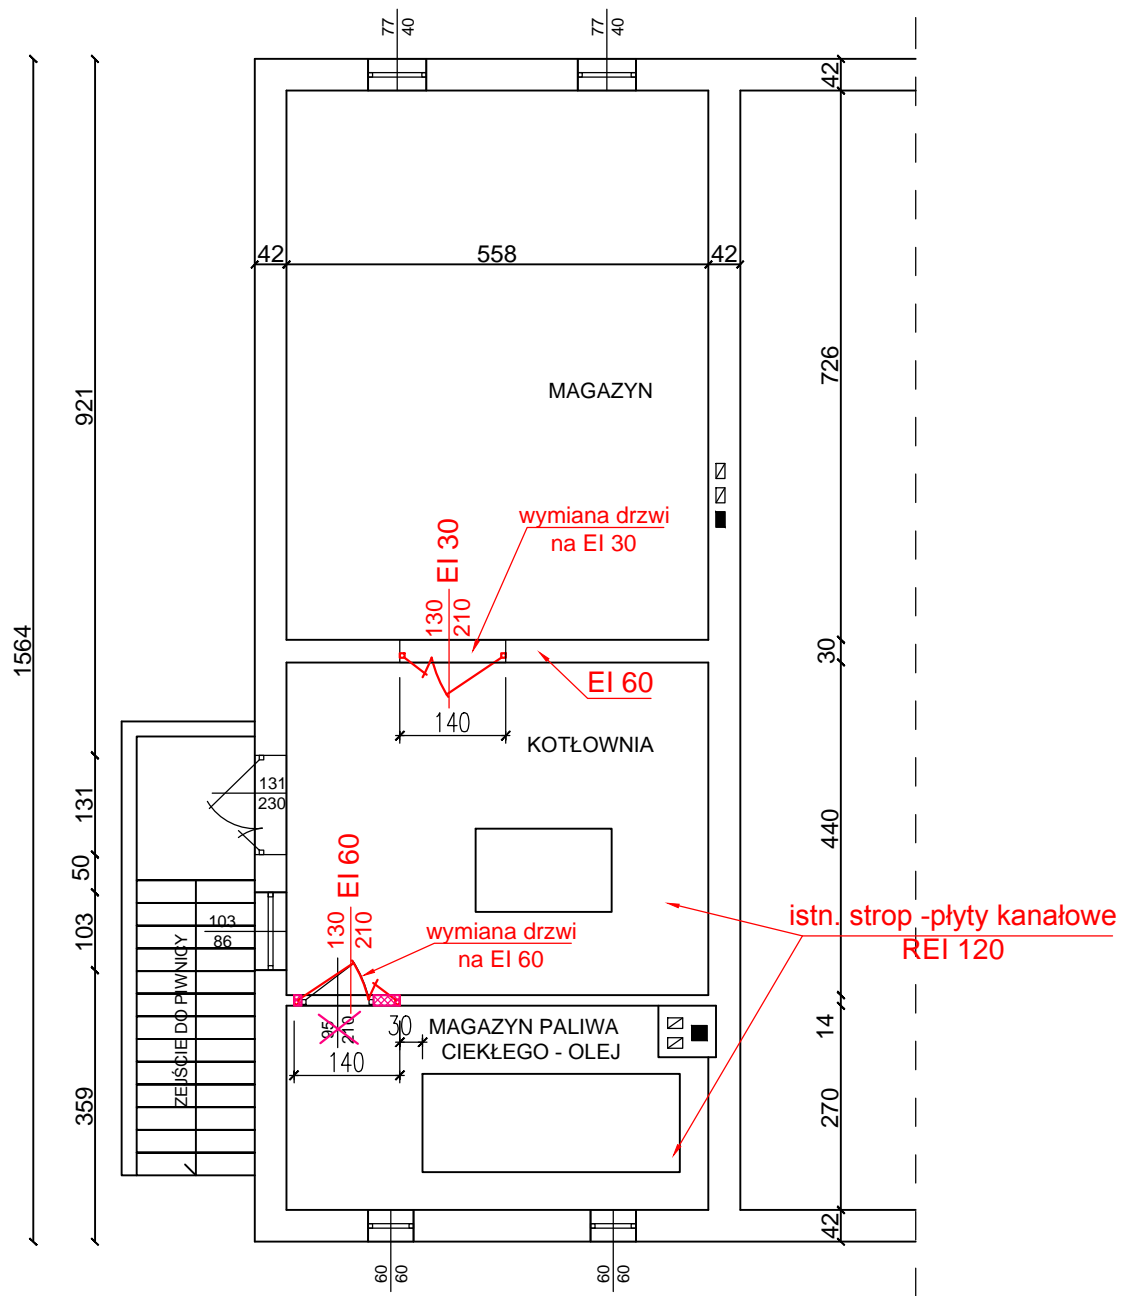 77
40
77
40
42
42
558
42
921
726
MAGAZYN
wymiana drzwi
na EI 30
EI 30
130
210
1564
30
EI 60
140
KOTŁOWNIA
131
230
131
440
50
EI 60
103
86
103
130
210
wymiana drzwi
na EI 60
istn. strop -płyty kanałowe
REI 120
ZEJŚCIE DO PIWNICY
95
210
30
MAGAZYN PALIWA
CIEKŁEGO - OLEJ
14
140
359
270
42
60
60
60
60